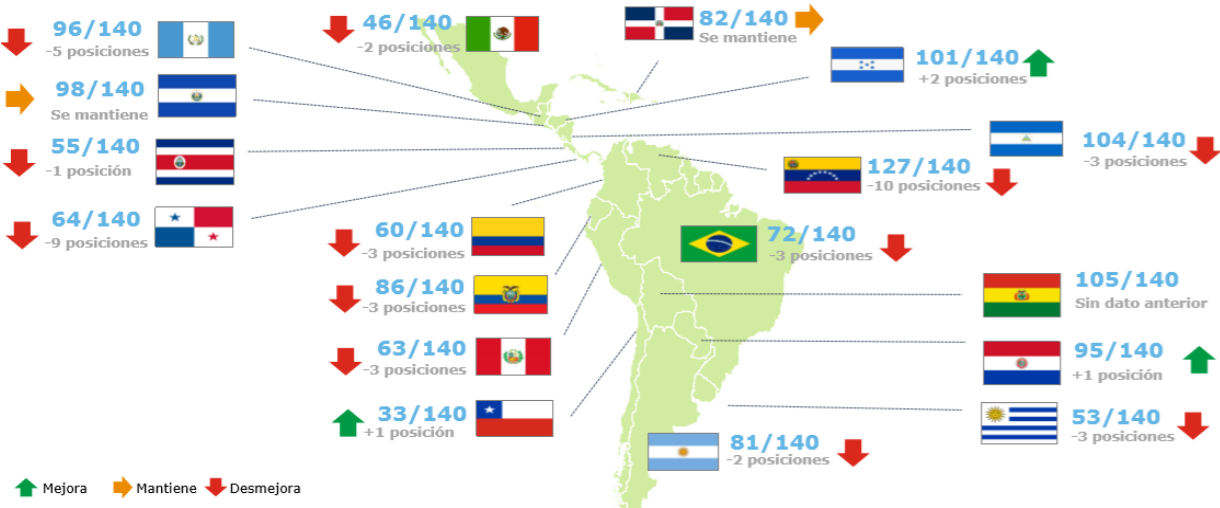 96/140
-5 posiciones
46/140
-2 posiciones
82/140
Se mantiene
101/140
+2 posiciones
98/140
Se mantiene
104/140
-3 posiciones
55/140
-1 posición
127/140
-10 posiciones
64/140
-9 posiciones
60/140
-3 posiciones
72/140
-3 posiciones
86/140
-3 posiciones
105/140
Sin dato anterior
63/140
-3 posiciones
95/140
+1 posición
33/140
+1 posición
53/140
-3 posiciones
81/140
-2 posiciones
Mejora
Mantiene
Desmejora